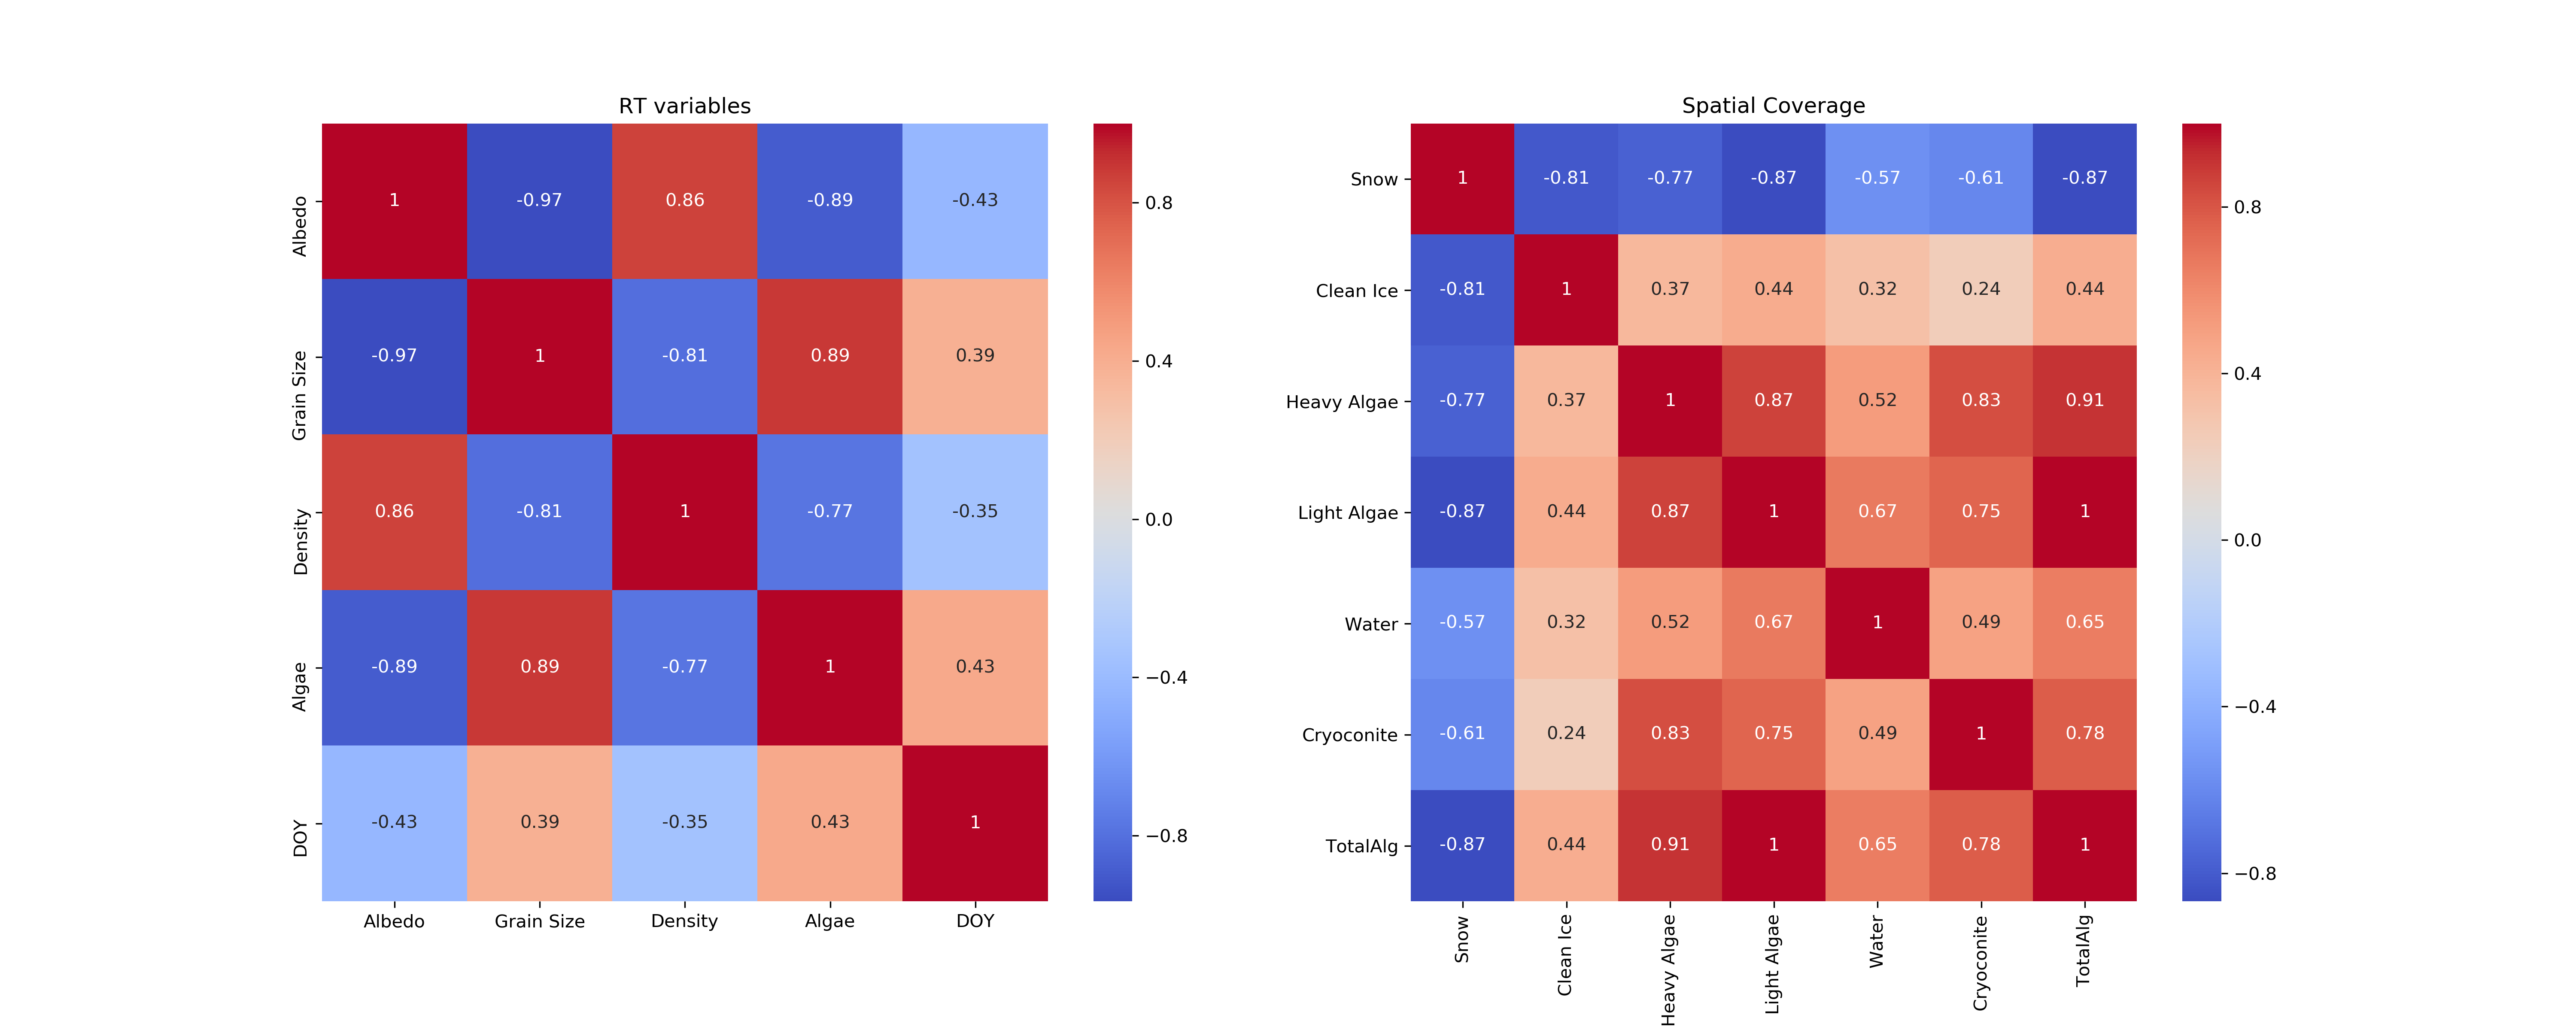 RT variables
Albedo 1 -0.97 0.86 -0.89 -0.43
Grain Size -0.97 1 -0.81 0.89 0.39
Density 0.86 -0.81 1 -0.77 -0.35
Algae -0.89 0.89 -0.77 1 0.43
DOY -0.43 0.39 -0.35 0.43 1
Albedo Grain Size Density Algae DOY
0.8
0.4
0.0
−0.4
−0.8
Spatial Coverage
Snow 1 -0.81 -0.77 -0.87 -0.57 -0.61 -0.87
Clean Ice -0.81 1 0.37 0.44 0.32 0.24 0.44
Heavy Algae -0.77 0.37 1 0.87 0.52 0.83 0.91
Light Algae -0.87 0.44 0.87 1 0.67 0.75 1
Water -0.57 0.32 0.52 0.67 1 0.49 0.65
Cryoconite -0.61 0.24 0.83 0.75 0.49 1 0.78
TotalAlg -0.87 0.44 0.91 1 0.65 0.78 1
Snow Clean Ice Heavy Algae Light Algae Water Cryoconite TotalAlg
0.8
0.4
0.0
−0.4
−0.8